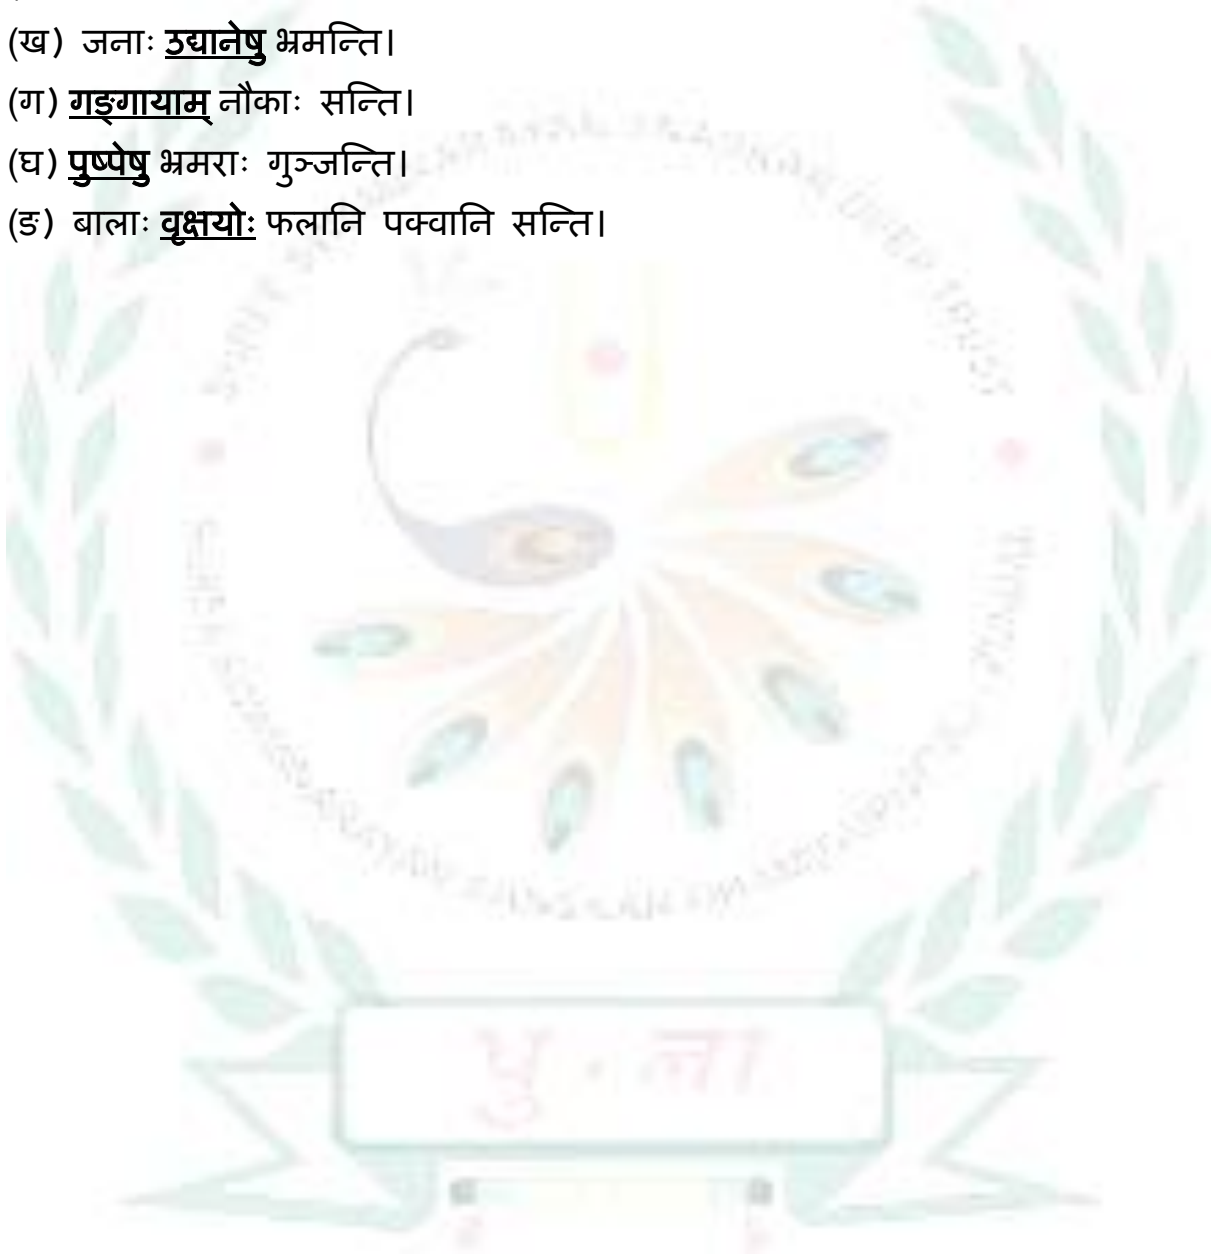 (ख) जनाः उद्यानेषु भ्रमन्ति।
(ग) गङ्गायाम् नौकाः सन्ति।
(घ) पुष्पेषु भ्रमराः गुञ्जन्ति।
(ङ) बालाः वृक्षयोः फलानि पक्वानि सन्ति।
पु . ना